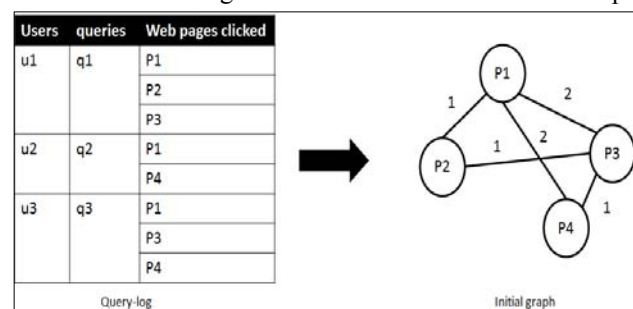 Users queries Web pages clicked
u1 q1 P1
P2
P3
u2 q2 P1
P4
u3 q3 P1
P3
P4
Query-log
P1
1 2
1 2
P2 P3
1
P4
Initial graph